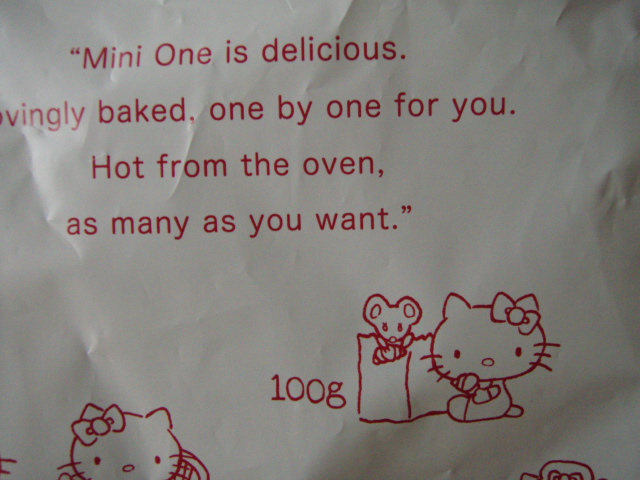 “Mini One is delicious.
ovingly baked, one by one for you.
Hot from the oven,
as many as you want.”
100g